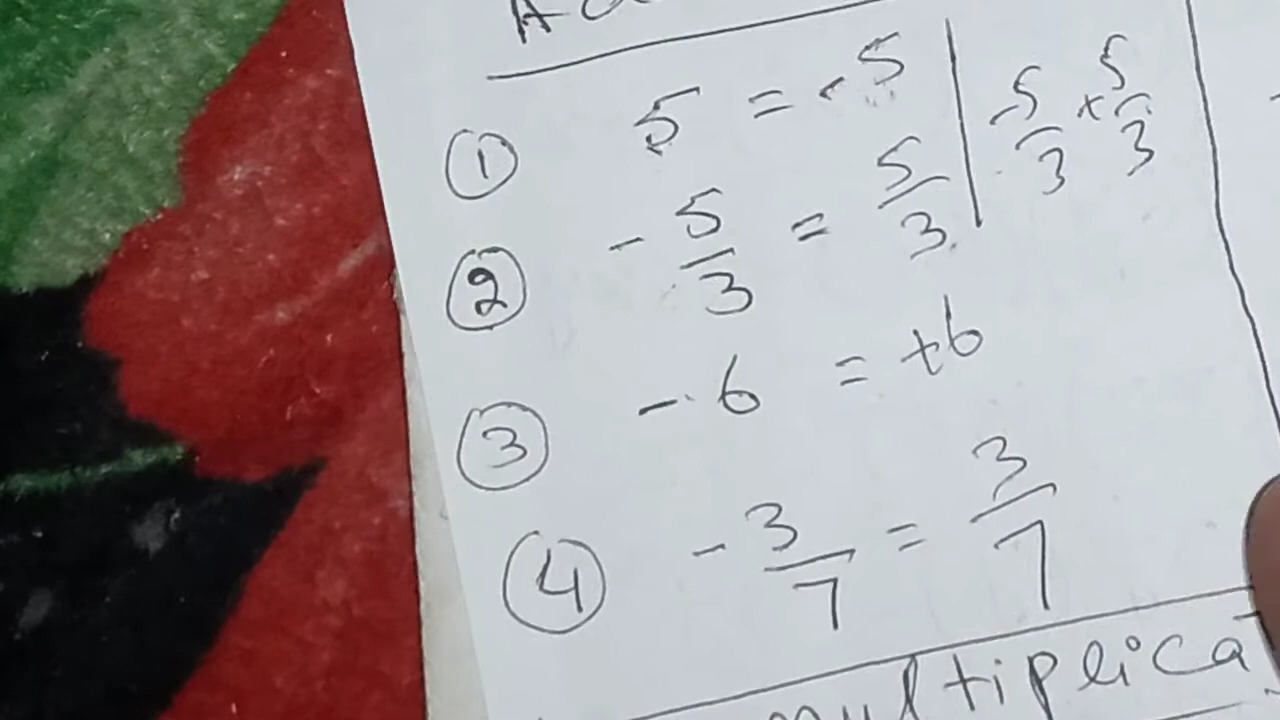 ① 5 = -5 | -5/3 + 5/3
② - 5/3 = 5/3
③ - 6 = +6
④ - 3/7 = 3/7
multiplica